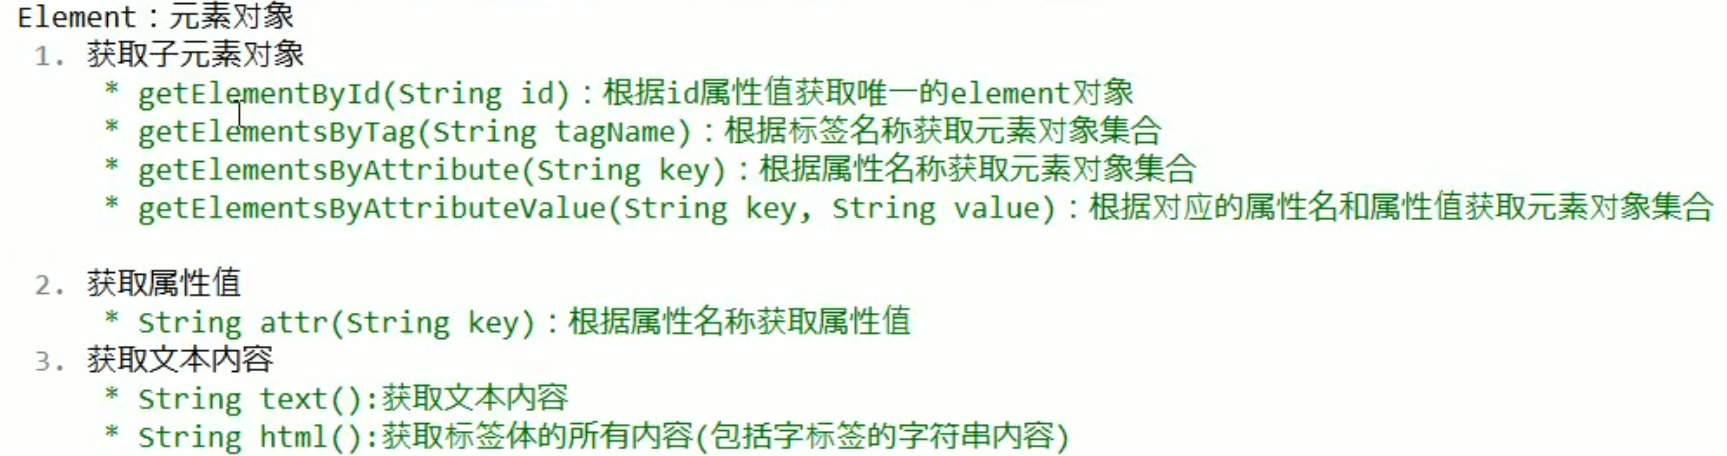 Element：元素对象
1. 获取子元素对象
* getElementById(String id)：根据id属性值获取唯一的element对象
* getElementsByTag(String tagName)：根据标签名称获取元素对象集合
* getElementsByAttribute(String key)：根据属性名称获取元素对象集合
* getElementsByAttributeValue(String key, String value)：根据对应的属性名和属性值获取元素对象集合
2. 获取属性值
* String attr(String key)：根据属性名称获取属性值
3. 获取文本内容
* String text():获取文本内容
* String html():获取标签体的所有内容(包括字标签的字符串内容)